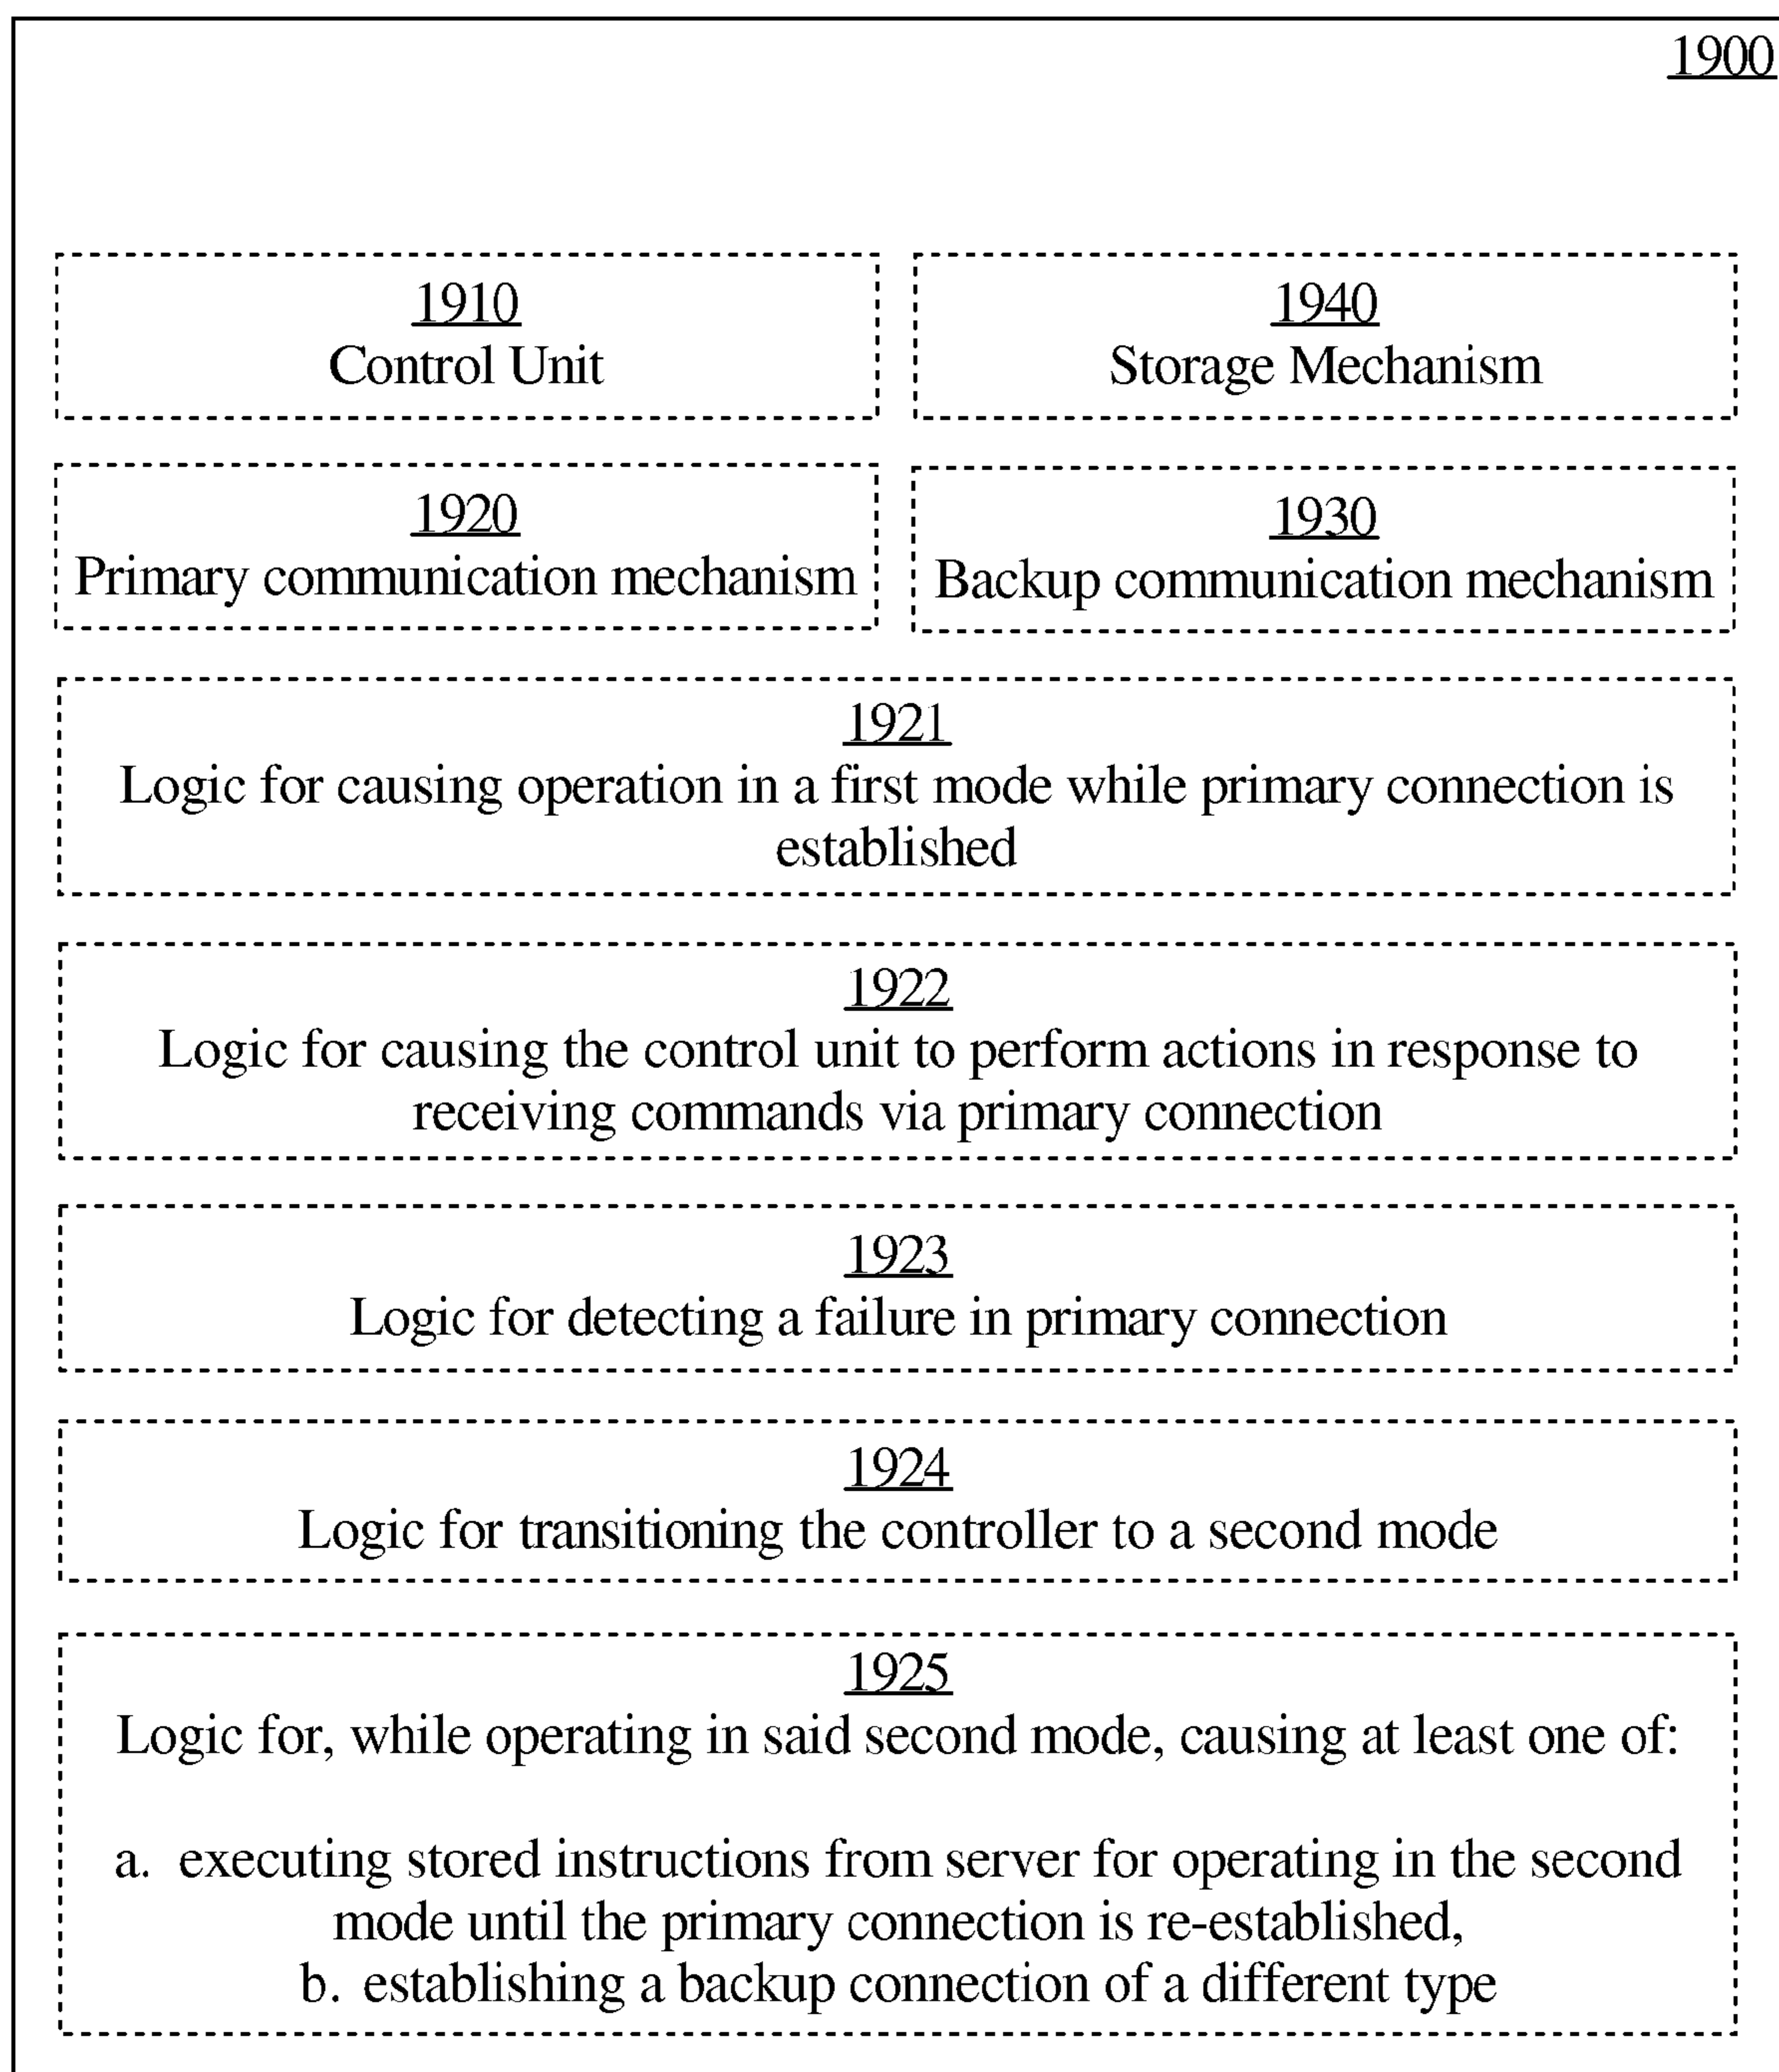 1900
1910
Control Unit
1940
Storage Mechanism
1920
Primary communication mechanism
1930
Backup communication mechanism
1921
Logic for causing operation in a first mode while primary connection is
established
1922
Logic for causing the control unit to perform actions in response to
receiving commands via primary connection
1923
Logic for detecting a failure in primary connection
1924
Logic for transitioning the controller to a second mode
1925
Logic for, while operating in said second mode, causing at least one of:
a. executing stored instructions from server for operating in the second
mode until the primary connection is re-established,
b. establishing a backup connection of a different type